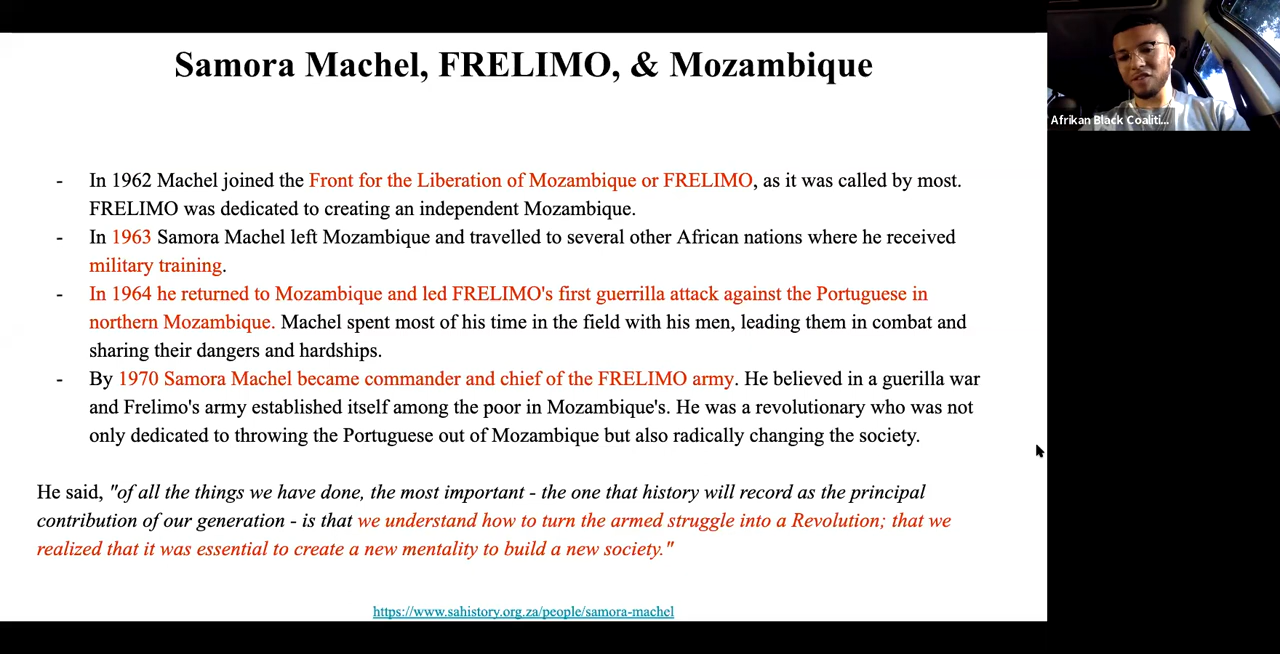 Samora Machel, FRELIMO, & Mozambique
Afrikan Black Coaliti...
- In 1962 Machel joined the Front for the Liberation of Mozambique or FRELIMO, as it was called by most.
FRELIMO was dedicated to creating an independent Mozambique.
- In 1963 Samora Machel left Mozambique and travelled to several other African nations where he received
military training.
- In 1964 he returned to Mozambique and led FRELIMO's first guerrilla attack against the Portuguese in
northern Mozambique. Machel spent most of his time in the field with his men, leading them in combat and
sharing their dangers and hardships.
- By 1970 Samora Machel became commander and chief of the FRELIMO army. He believed in a guerilla war
and Frelimo's army established itself among the poor in Mozambique's. He was a revolutionary who was not
only dedicated to throwing the Portuguese out of Mozambique but also radically changing the society.
He said, "of all the things we have done, the most important - the one that history will record as the principal
contribution of our generation - is that we understand how to turn the armed struggle into a Revolution; that we
realized that it was essential to create a new mentality to build a new society."
https://www.sahistory.org.za/people/samora-machel